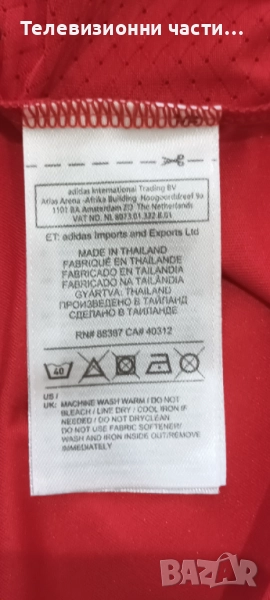 Телевизионни части...
adidas International Trading BV
Atlas Arena -Afrika Building Hoogoorddreef 9a
1101 BA Amsterdam ZO The Netherlands
VAT NO. NL 8073.01.322.B.01
ET: adidas Imports and Exports Ltd
MADE IN THAILAND
FABRIQUÉ EN THAÏLANDE
FABRICADO EN TAILANDIA
FABRICADO NA TAILÂNDIA
GYÁRTVA: THAILAND
ПРОИЗВЕДЕНО В ТАЙЛАНД
СДЕЛАНО В ТАИЛАНДЕ
RN# 88387 CA# 40312
40
US /
UK: MACHINE WASH WARM / DO NOT
BLEACH / LINE DRY / COOL IRON IF
NEEDED / DO NOT DRYCLEAN
DO NOT USE FABRIC SOFTENER/
WASH AND IRON INSIDE OUT/REMOVE
IMMEDIATELY
BAZAR